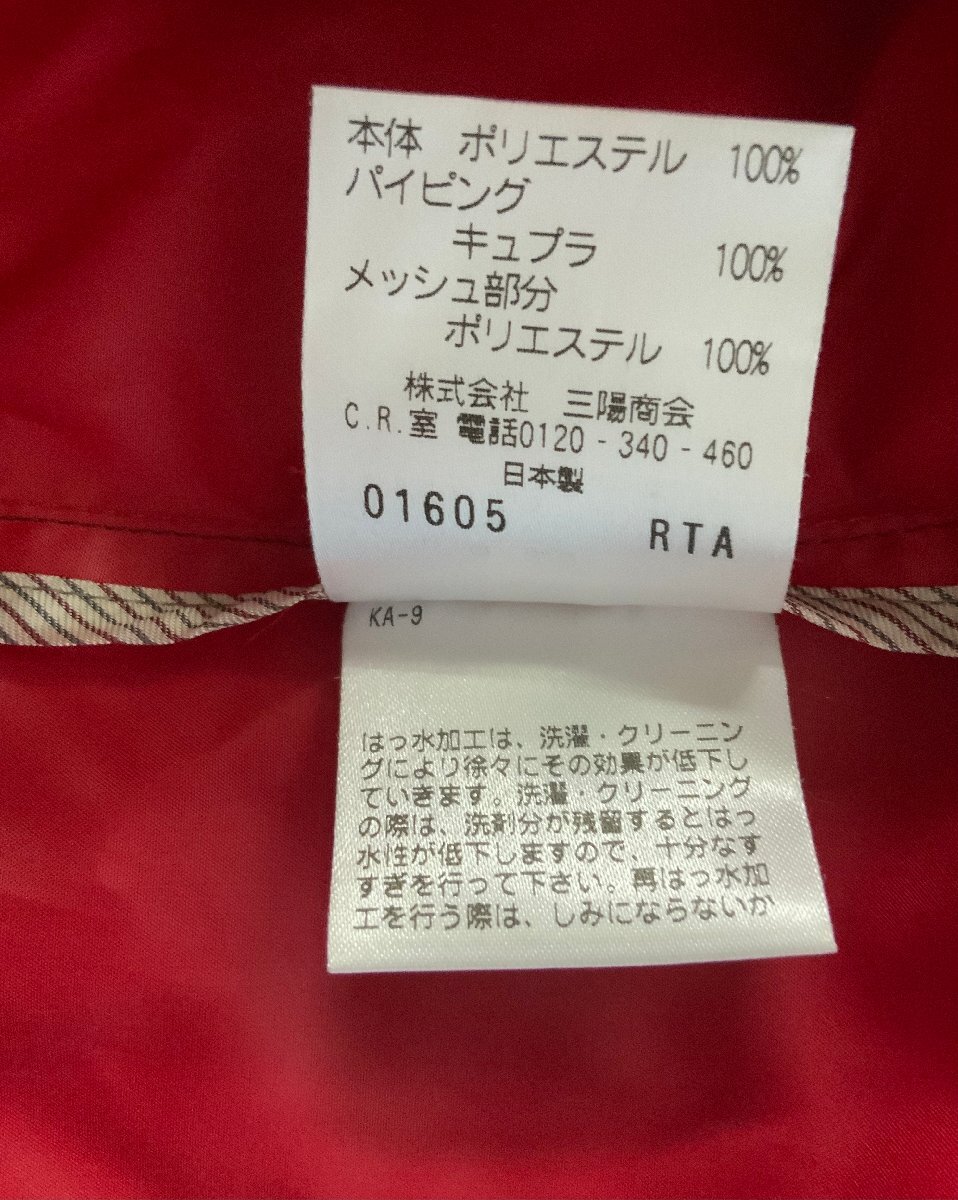 本体 ポリエステル 100%
パイピング
キュプラ 100%
メッシュ部分
ポリエステル 100%
株式会社 三陽商会
C.R.室 電話0120-340-460
日本製
01605 RTA
KA-9
はっ水加工は、洗濯・クリーニン
グにより徐々にその効果が低下し
ていきます。洗濯・クリーニング
の際は、洗剤分が残留するとはっ
水性が低下しますので、十分なす
すぎを行って下さい。再はっ水加
工を行う際は、しみにならないか